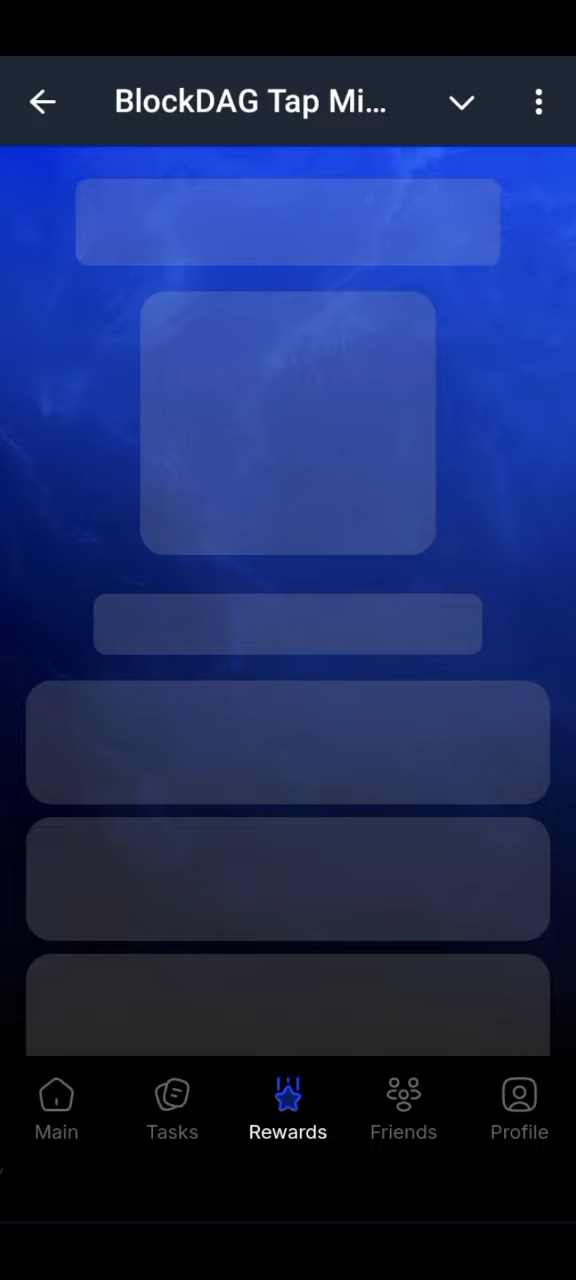 BlockDAG Tap Mi...
Main
Tasks
Rewards
Friends
Profile